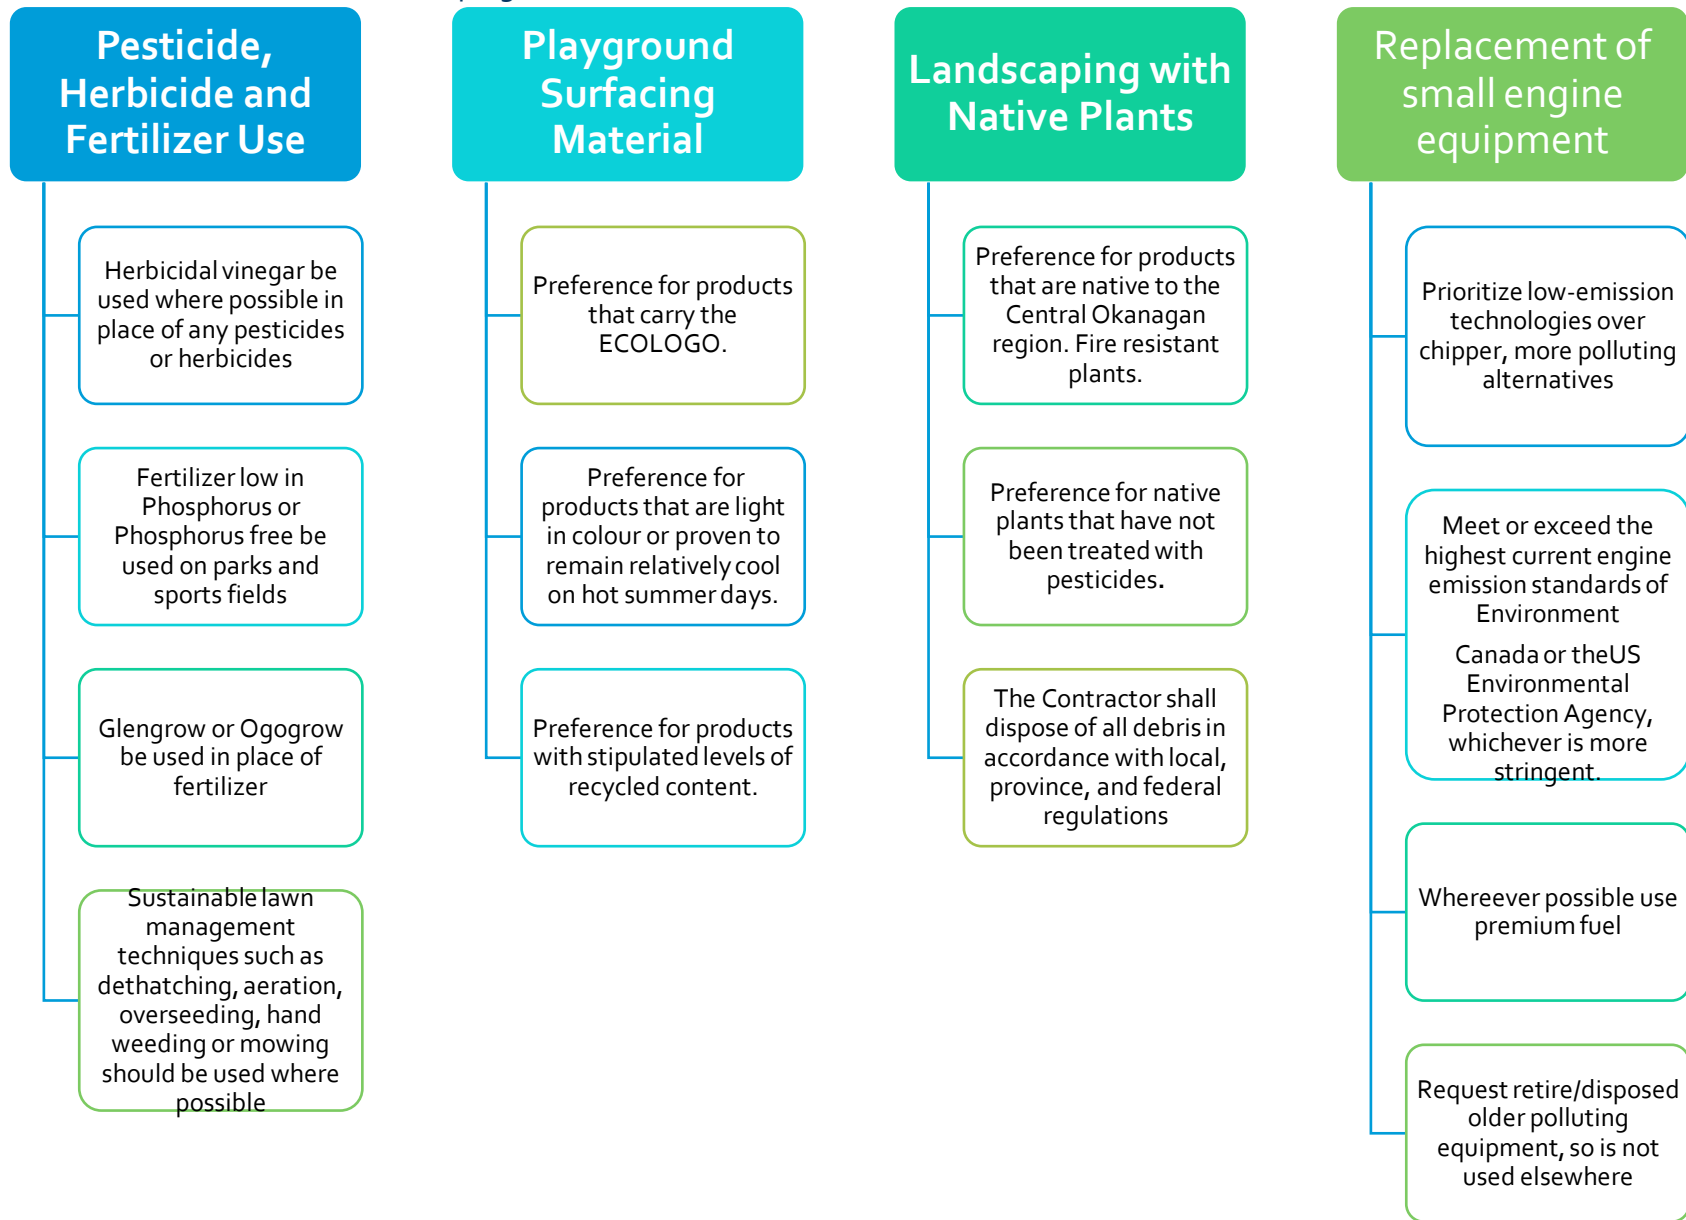 Pesticide,
Herbicide and
Fertilizer Use
Herbicidal vinegar be
used where possible in
place of any pesticides
or herbicides
Fertilizer low in
Phosphorus or
Phosphorus free be
used on parks and
sports fields
Glengrow or Ogogrow
be used in place of
fertilizer
Sustainable lawn
management
techniques such as
dethatching, aeration,
overseeding, hand
weeding or mowing
should be used where
possible
Playground
Surfacing
Material
Preference for products
that carry the
ECOLOGO.
Preference for
products that are light
in colour or proven to
remain relatively cool
on hot summer days.
Preference for products
with stipulated levels of
recycled content.
Landscaping with
Native Plants
Preference for products
that are native to the
Central Okanagan
region. Fire resistant
plants.
Preference for native
plants that have not
been treated with
pesticides.
The Contractor shall
dispose of all debris in
accordance with local,
province, and federal
regulations
Replacement of
small engine
equipment
Prioritize low-emission
technologies over
chipper, more polluting
alternatives
Meet or exceed the
highest current engine
emission standards of
Environment
Canada or theUS
Environmental
Protection Agency,
whichever is more
stringent.
Whereever possible use
premium fuel
Request retire/disposed
older polluting
equipment, so is not
used elsewhere